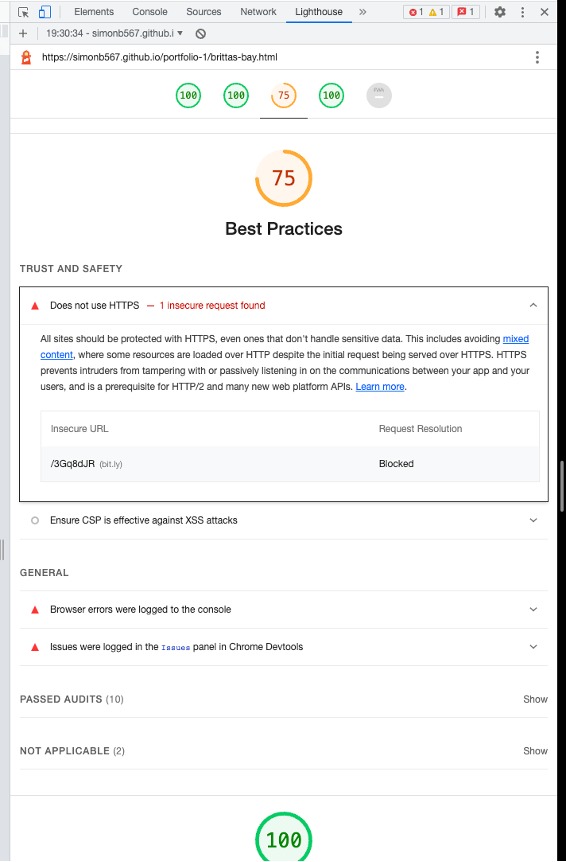 Elements Console Sources Network Lighthouse » 1 1 1
+ 19:30:34 - simonb567.github.i ▼
https://simonb567.github.io/portfolio-1/brittas-bay.html
100 100 75 100 PWA
75
Best Practices
TRUST AND SAFETY
Does not use HTTPS — 1 insecure request found
All sites should be protected with HTTPS, even ones that don't handle sensitive data. This includes avoiding mixed
content, where some resources are loaded over HTTP despite the initial request being served over HTTPS. HTTPS
prevents intruders from tampering with or passively listening in on the communications between your app and your
users, and is a prerequisite for HTTP/2 and many new web platform APIs. Learn more.
Insecure URL Request Resolution
/3Gq8dJR (bit.ly) Blocked
Ensure CSP is effective against XSS attacks
GENERAL
Browser errors were logged to the console
Issues were logged in the Issues panel in Chrome Devtools
PASSED AUDITS (10) Show
NOT APPLICABLE (2) Show
100